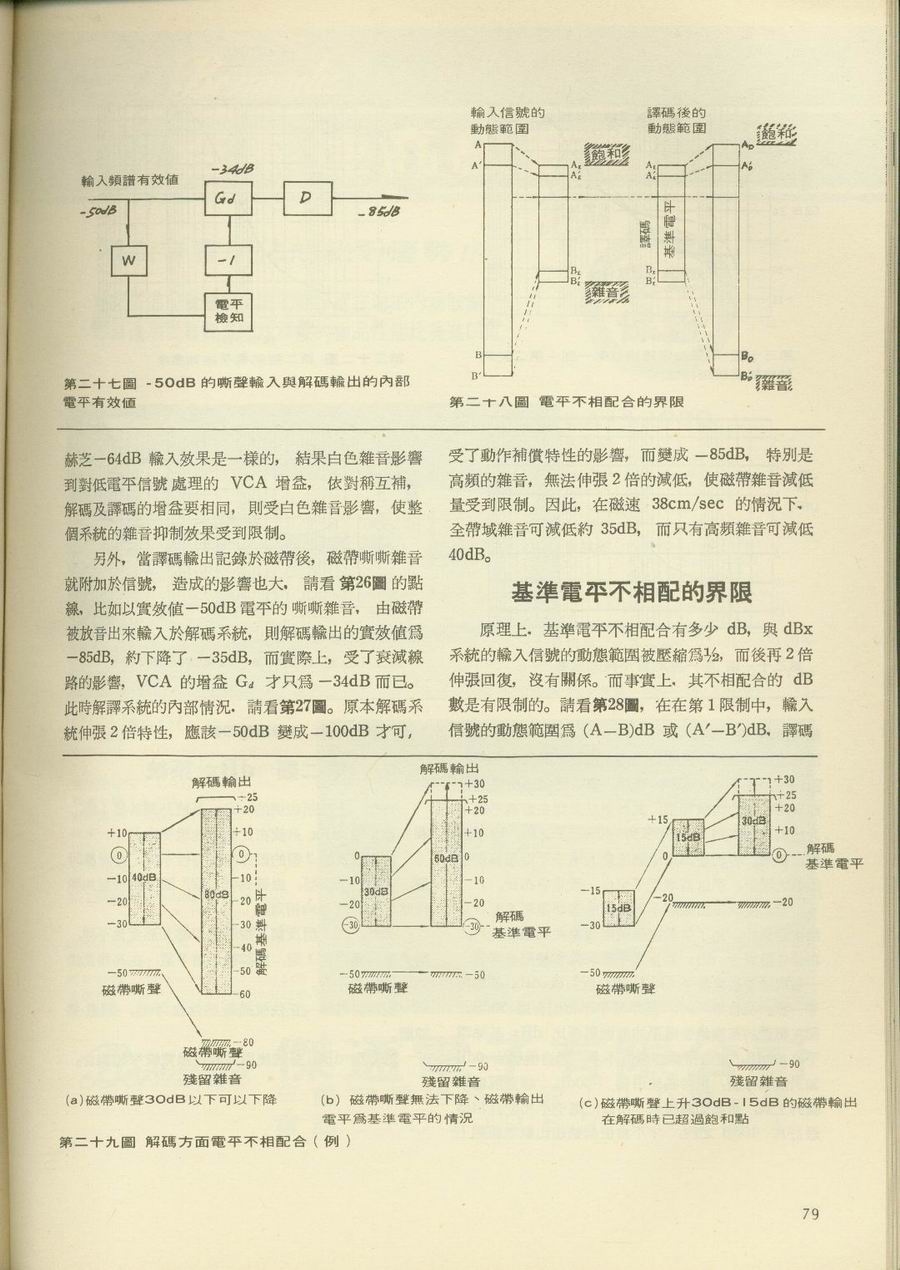 輸入頻譜有效値
-34dB
Gd
D
-50dB
-85dB
W
-1
電平
檢知
第二十七圖 -50dB 的嘶聲輸入與解碼輸出的內部
電平有效値
輸入信號的
動態範圍
譯碼後的
動態範圍
飽和
飽和
A
A'
譯碼
基準電平
雜音
B
B'
雜音
第二十八圖 電平不相配合的界限
赫芝－64dB 輸入效果是一樣的， 結果白色雜音影響
到對低電平信號處理的 VCA 增益， 依對稱互補，
解碼及譯碼的增益要相同，則受白色雜音影響，使整
個系統的雜音抑制效果受到限制。
另外，當譯碼輸出記錄於磁帶後，磁帶嘶嘶雜音
就附加於信號， 造成的影響也大， 請看 第26圖 的點
線，比如以實效値－50dB 電平的 嘶嘶雜音， 由磁帶
被放音出來輸入於解碼系統，則解碼輸出的實效値爲
－85dB，約下降了 －35dB，而實際上，受了衰減線
路的影響，VCA 的增益 Gd 才只爲 －34dB 而已。
此時解譯系統的內部情況，請看第27圖。原本解碼系
統伸張 2 倍特性，應該－50dB 變成－100dB 才可，
受了動作補償特性的影響，而變成 －85dB， 特別是
高頻的雜音，無法伸張 2 倍的減低，使磁帶雜音減低
量受到限制。因此，在磁速 38cm/sec 的情況下，
全帶域雜音可減低約 35dB， 而只有高頻雜音可減低
40dB。
基準電平不相配的界限
原理上，基準電平不相配合有多少 dB，與 dBx
系統的輸入信號的動態範圍被壓縮爲½，而後再 2 倍
伸張回復，沒有關係。而事實上，其不相配合的 dB
數是有限制的。請看第28圖，在在第 1 限制中，輸入
信號的動態範圍爲 (A－B)dB 或 (A'－B')dB，譯碼
解碼輸出
+25
+20
+10
+10
0
0
-10
40dB
80dB
-10
-20
-20
-30
-30
-40
-50
-50
-60
解碼基準電平
磁帶嘶聲
-80
磁帶嘶聲
-90
殘留雜音
(a)磁帶嘶聲30dB以下可以下降
解碼輸出
+30
+25
+20
+10
0
60dB
0
-10
30dB
-10
-20
-20
-30
-30
解碼
基準電平
-50
-50
磁帶嘶聲
-90
殘留雜音
(b) 磁帶嘶聲無法下降、磁帶輸出
電平爲基準電平的情況
+30
+25
+20
+15
30dB
15dB
+10
0
0
解碼
基準電平
-15
-20
-20
15dB
-30
-50
磁帶嘶聲
-90
殘留雜音
(c)磁帶嘶聲上升30dB-15dB的磁帶輸出
在解碼時已超過飽和點
第二十九圖 解碼方面電平不相配合（例）
79